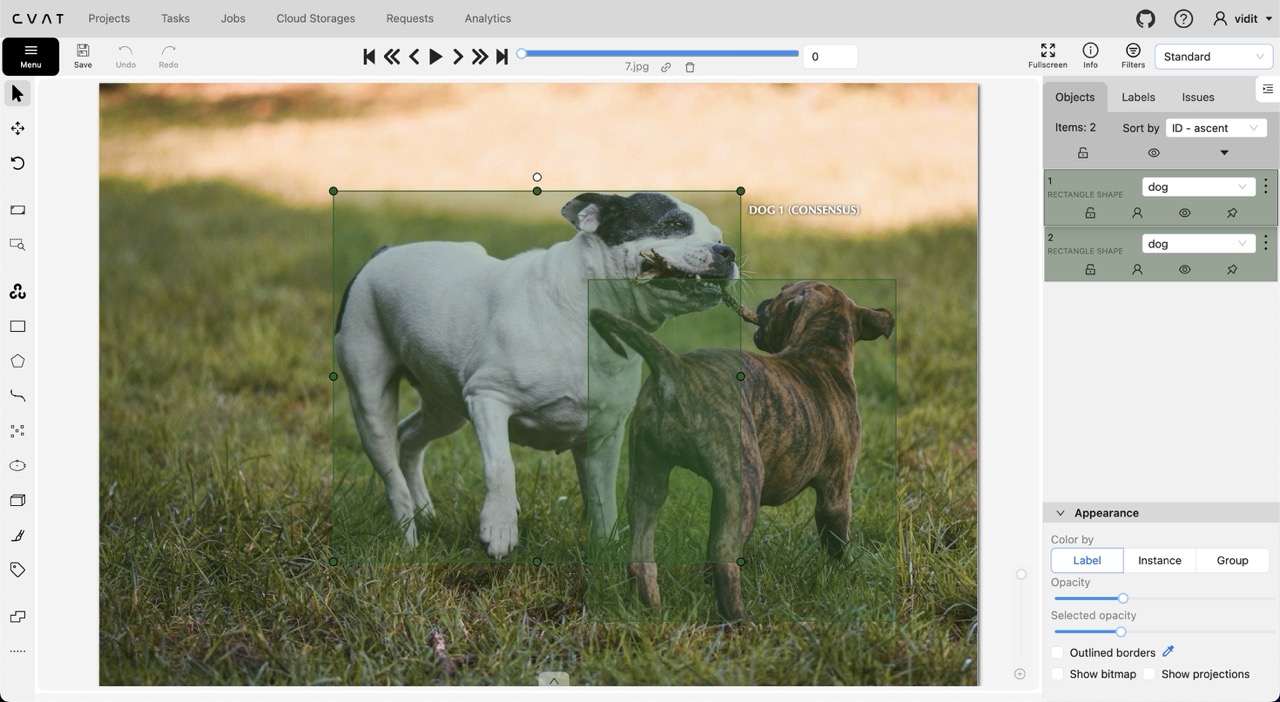 CVAT Projects Tasks Jobs Cloud Storages Requests Analytics vidit
Menu Save Undo Redo 0 Fullscreen Info Filters Standard
7.jpg
Objects Labels Issues
Items: 2 Sort by ID - ascent
1 dog
RECTANGLE SHAPE
DOG 1 (CONSENSUS)
2 dog
RECTANGLE SHAPE
Appearance
Color by
Label Instance Group
Opacity
Selected opacity
Outlined borders
Show bitmap Show projections